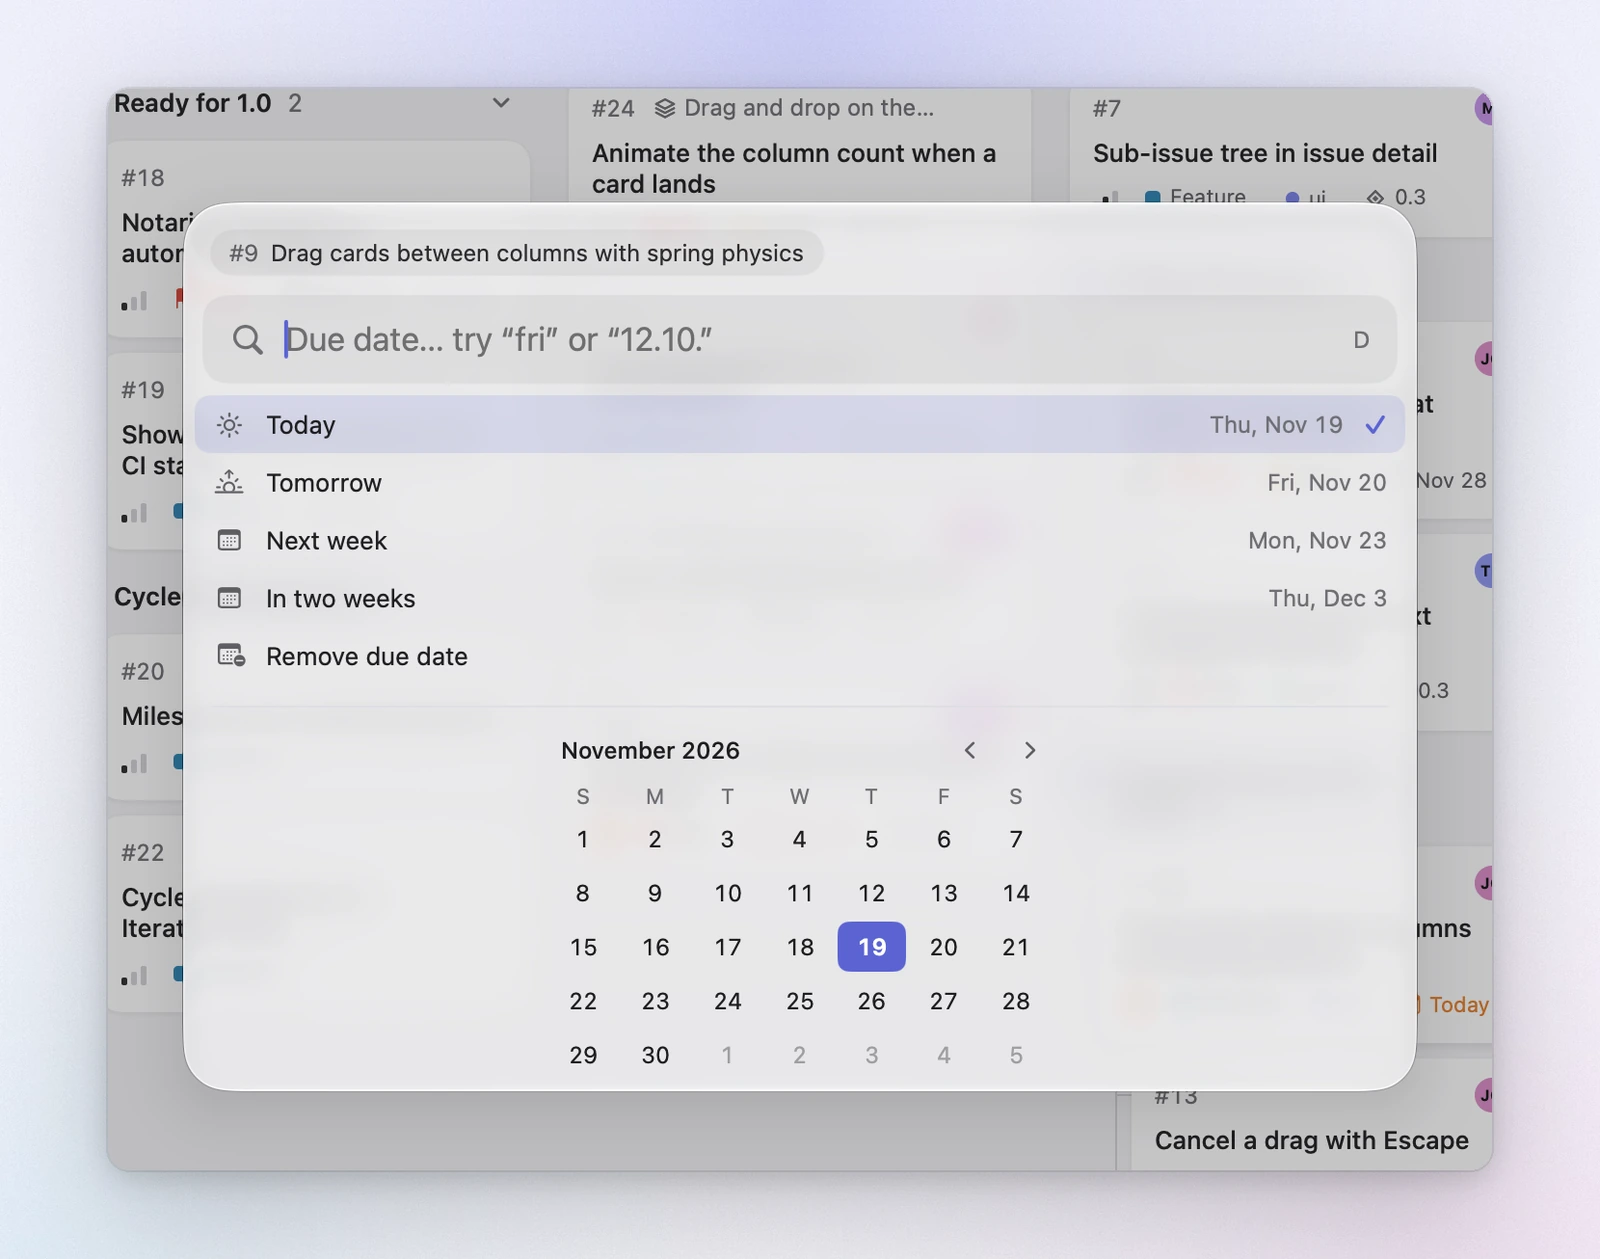 Ready for 1.0 2
#18
Notari
autor
#19
Show
CI sta
Cycle
#20
Miles
#22
Cycle
Iterat
#24 Drag and drop on the...
Animate the column count when a
card lands
#7
Sub-issue tree in issue detail
Feature ui 0.3
#9 Drag cards between columns with spring physics
Due date... try “fri” or “12.10.” D
Today Thu, Nov 19
Tomorrow Fri, Nov 20
Next week Mon, Nov 23
In two weeks Thu, Dec 3
Remove due date
November 2026
S M T W T F S
1 2 3 4 5 6 7
8 9 10 11 12 13 14
15 16 17 18 19 20 21
22 23 24 25 26 27 28
29 30 1 2 3 4 5
Nov 28
0.3
Today
#13
Cancel a drag with Escape